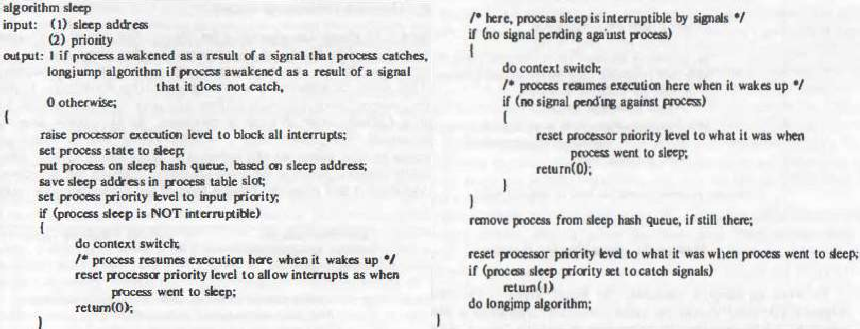 algorithm sleep
input: (1) sleep address
(2) priority
output: 1 if process awakened as a result of a signal that process catches,
longjump algorithm if process awakened as a result of a signal
that it does not catch,
0 otherwise;
{
raise processor execution level to block all interrupts;
set process state to sleep;
put process on sleep hash queue, based on sleep address;
save sleep address in process table slot;
set process priority level to input priority;
if (process sleep is NOT interruptible)
{
do context switch;
/* process resumes execution here when it wakes up */
reset processor priority level to allow interrupts as when
process went to sleep;
return(0);
}
/* here, process sleep is interruptible by signals */
if (no signal pending against process)
{
do context switch;
/* process resumes execution here when it wakes up */
if (no signal pending against process)
{
reset processor priority level to what it was when
process went to sleep;
return(0);
}
}
remove process from sleep hash queue, if still there;
reset processor priority level to what it was when process went to sleep;
if (process sleep priority set to catch signals)
return(1)
do longjmp algorithm;
}